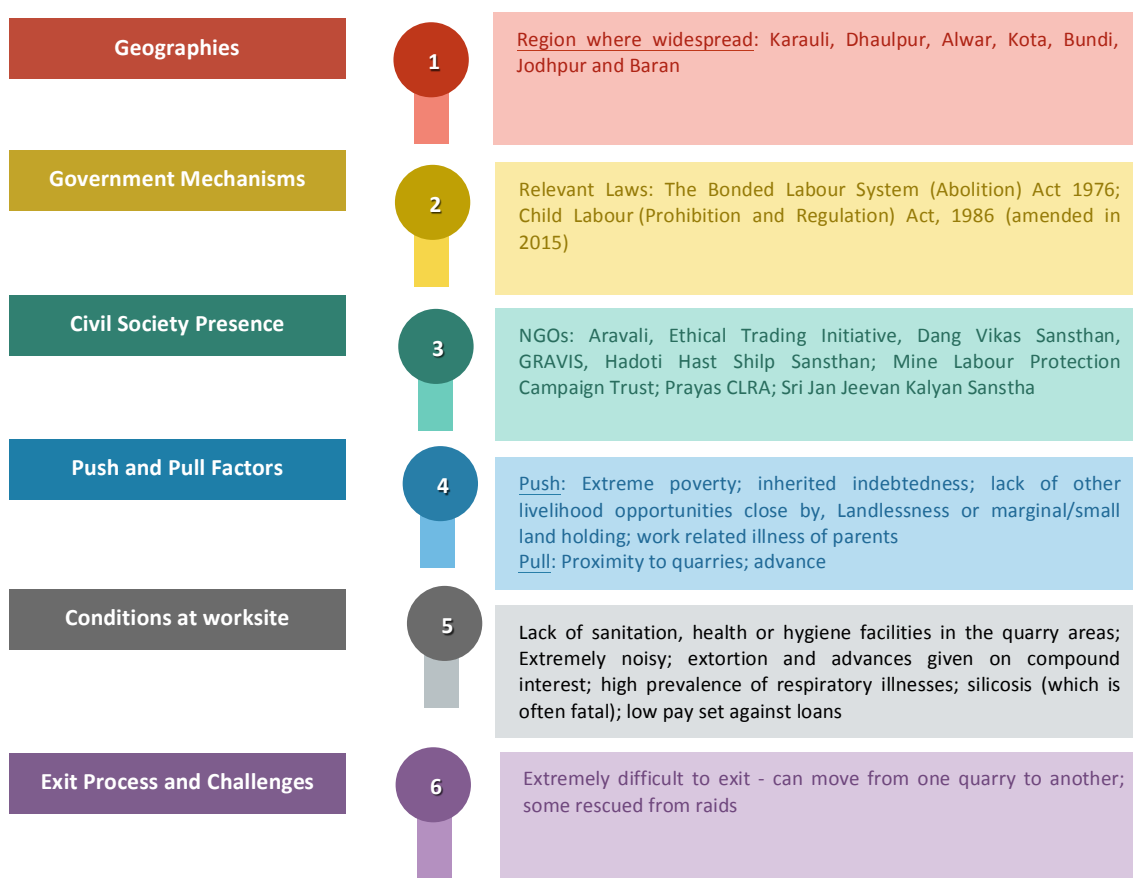 Geographies
1
Region where widespread: Karauli, Dhaulpur, Alwar, Kota, Bundi,
Jodhpur and Baran
Government Mechanisms
2
Relevant Laws: The Bonded Labour System (Abolition) Act 1976;
Child Labour (Prohibition and Regulation) Act, 1986 (amended in
2015)
Civil Society Presence
3
NGOs: Aravali, Ethical Trading Initiative, Dang Vikas Sansthan,
GRAVIS, Hadoti Hast Shilp Sansthan; Mine Labour Protection
Campaign Trust; Prayas CLRA; Sri Jan Jeevan Kalyan Sanstha
Push and Pull Factors
4
Push: Extreme poverty; inherited indebtedness; lack of other
livelihood opportunities close by, Landlessness or marginal/small
land holding; work related illness of parents
Pull: Proximity to quarries; advance
Conditions at worksite
5
Lack of sanitation, health or hygiene facilities in the quarry areas;
Extremely noisy; extortion and advances given on compound
interest; high prevalence of respiratory illnesses; silicosis (which is
often fatal); low pay set against loans
Exit Process and Challenges
6
Extremely difficult to exit - can move from one quarry to another;
some rescued from raids